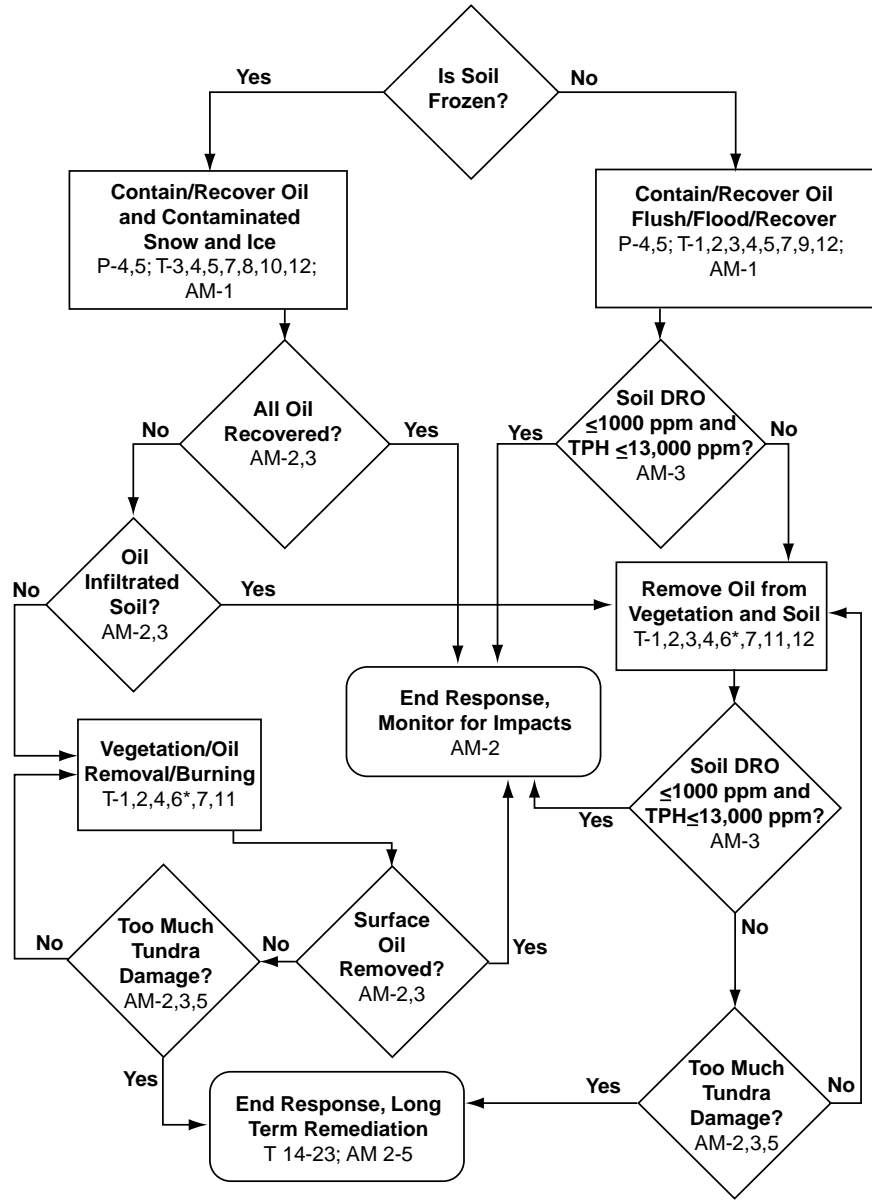 Is Soil
Frozen?
Yes
No
Contain/Recover Oil
and Contaminated
Snow and Ice
P-4,5; T-3,4,5,7,8,10,12;
AM-1
Contain/Recover Oil
Flush/Flood/Recover
P-4,5; T-1,2,3,4,5,7,9,12;
AM-1
All Oil
Recovered?
AM-2,3
No
Yes
Soil DRO
≤1000 ppm and
TPH ≤13,000 ppm?
AM-3
Yes
No
Oil
Infiltrated
Soil?
AM-2,3
No
Yes
Remove Oil from
Vegetation and Soil
T-1,2,3,4,6*,7,11,12
End Response,
Monitor for Impacts
AM-2
Vegetation/Oil
Removal/Burning
T-1,2,4,6*,7,11
Soil DRO
≤1000 ppm and
TPH≤13,000 ppm?
AM-3
Yes
No
Too Much
Tundra
Damage?
AM-2,3,5
No
Yes
Surface
Oil
Removed?
AM-2,3
No
Yes
End Response, Long
Term Remediation
T 14-23; AM 2-5
Too Much
Tundra
Damage?
AM-2,3,5
Yes
No